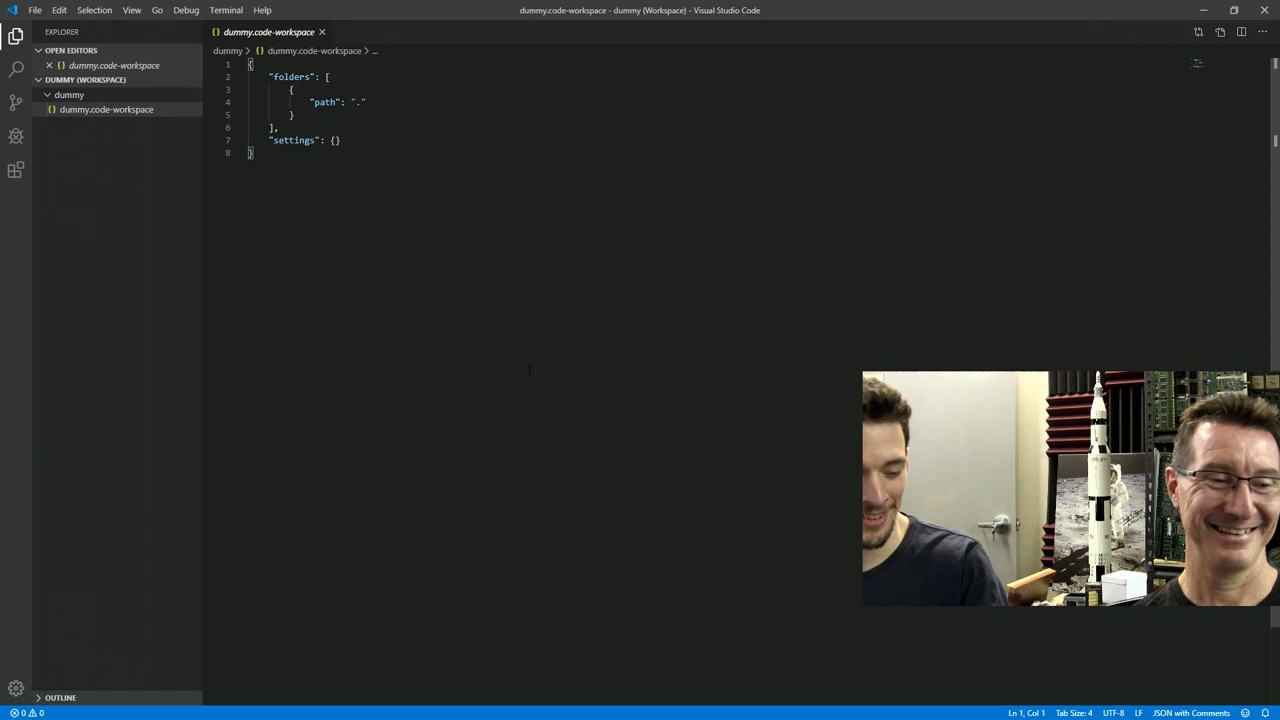 File Edit Selection View Go Debug Terminal Help
dummy.code-workspace - dummy (Workspace) - Visual Studio Code
EXPLORER
OPEN EDITORS
dummy.code-workspace
DUMMY (WORKSPACE)
dummy
{} dummy.code-workspace
{} dummy.code-workspace
dummy > {} dummy.code-workspace > ...
1 {
2 "folders": [
3 {
4 "path": "."
5 }
6 ],
7 "settings": {}
8 }
OUTLINE
0 0
Ln 1, Col 1 Tab Size: 4 UTF-8 LF JSON with Comments